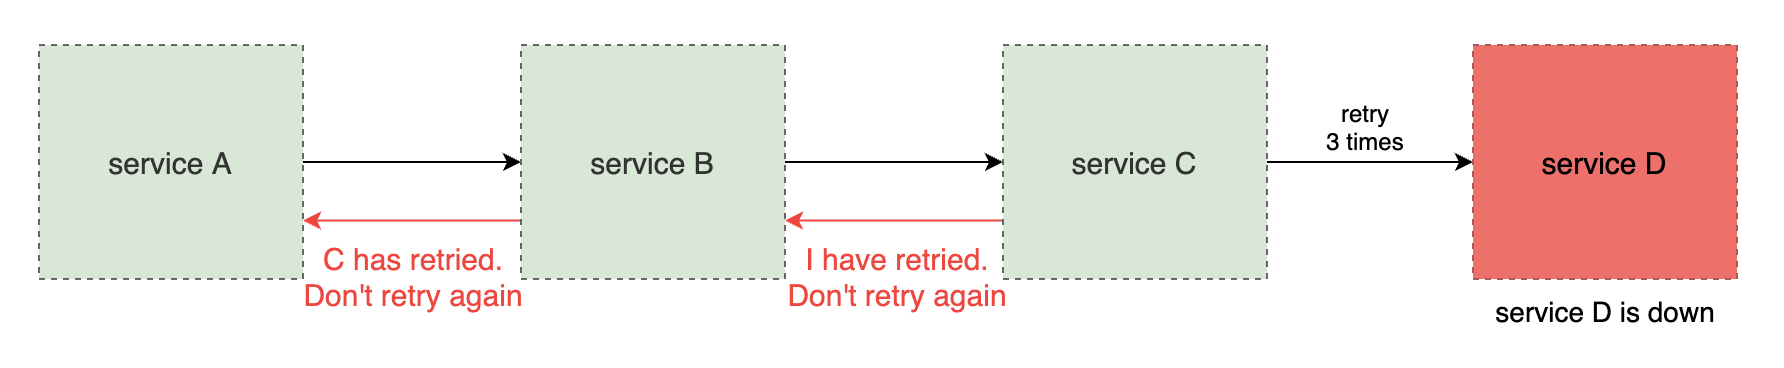 service A
service B
service C
retry
3 times
service D
C has retried.
Don't retry again
I have retried.
Don't retry again
service D is down